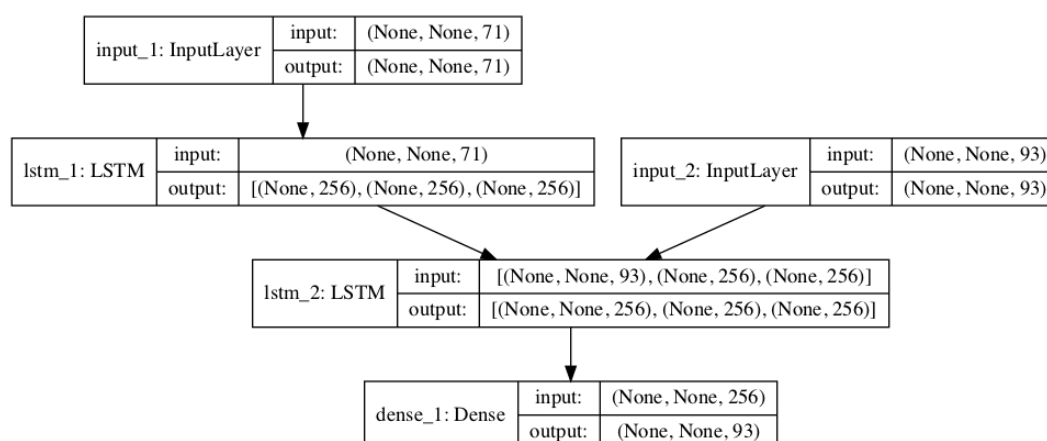 input_1: InputLayer
input: (None, None, 71)
output: (None, None, 71)
lstm_1: LSTM
input: (None, None, 71)
output: [(None, 256), (None, 256), (None, 256)]
input_2: InputLayer
input: (None, None, 93)
output: (None, None, 93)
lstm_2: LSTM
input: [(None, None, 93), (None, 256), (None, 256)]
output: [(None, None, 256), (None, 256), (None, 256)]
dense_1: Dense
input: (None, None, 256)
output: (None, None, 93)